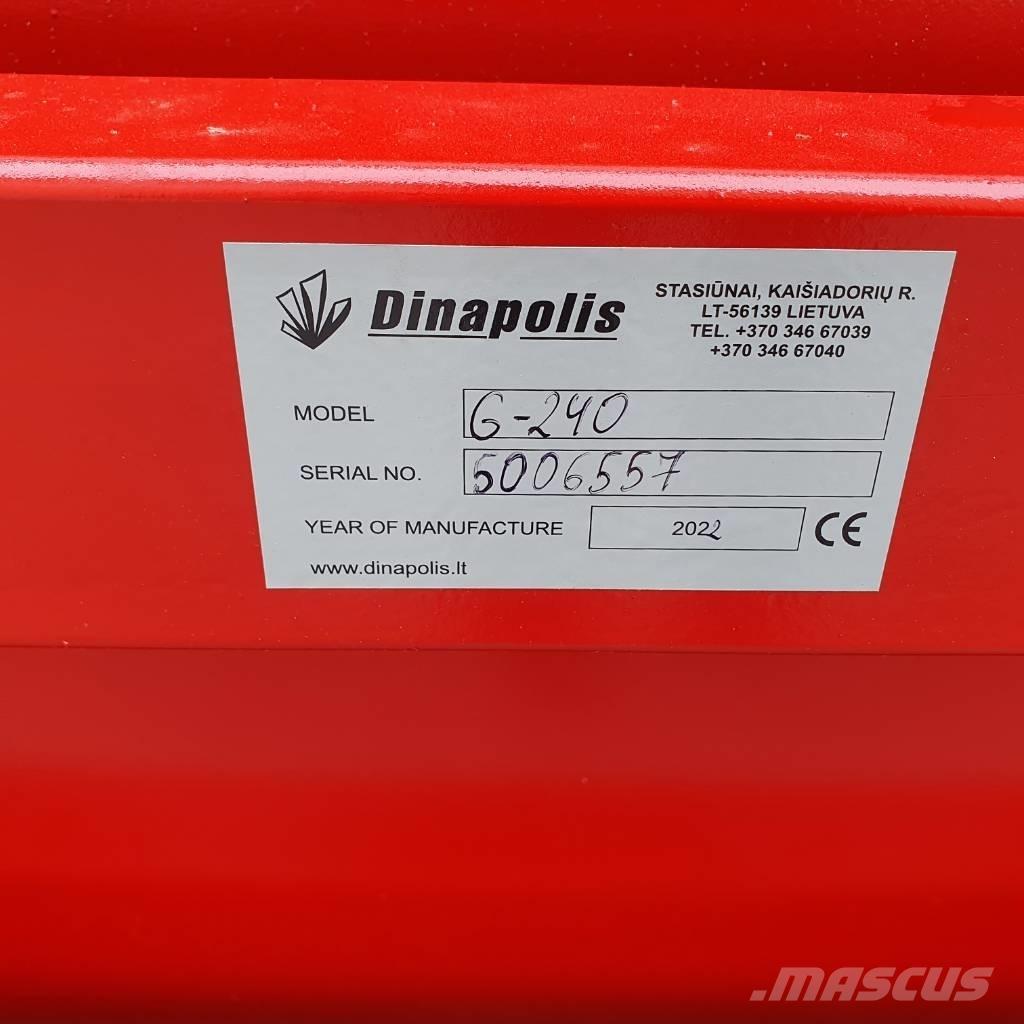 Dinapolis
STASIŪNAI, KAIŠIADORIŲ R.
LT-56139 LIETUVA
TEL. +370 346 67039
+370 346 67040
MODEL G-240
SERIAL NO. 5006557
YEAR OF MANUFACTURE 2022 CE
www.dinapolis.lt
.MASCUS